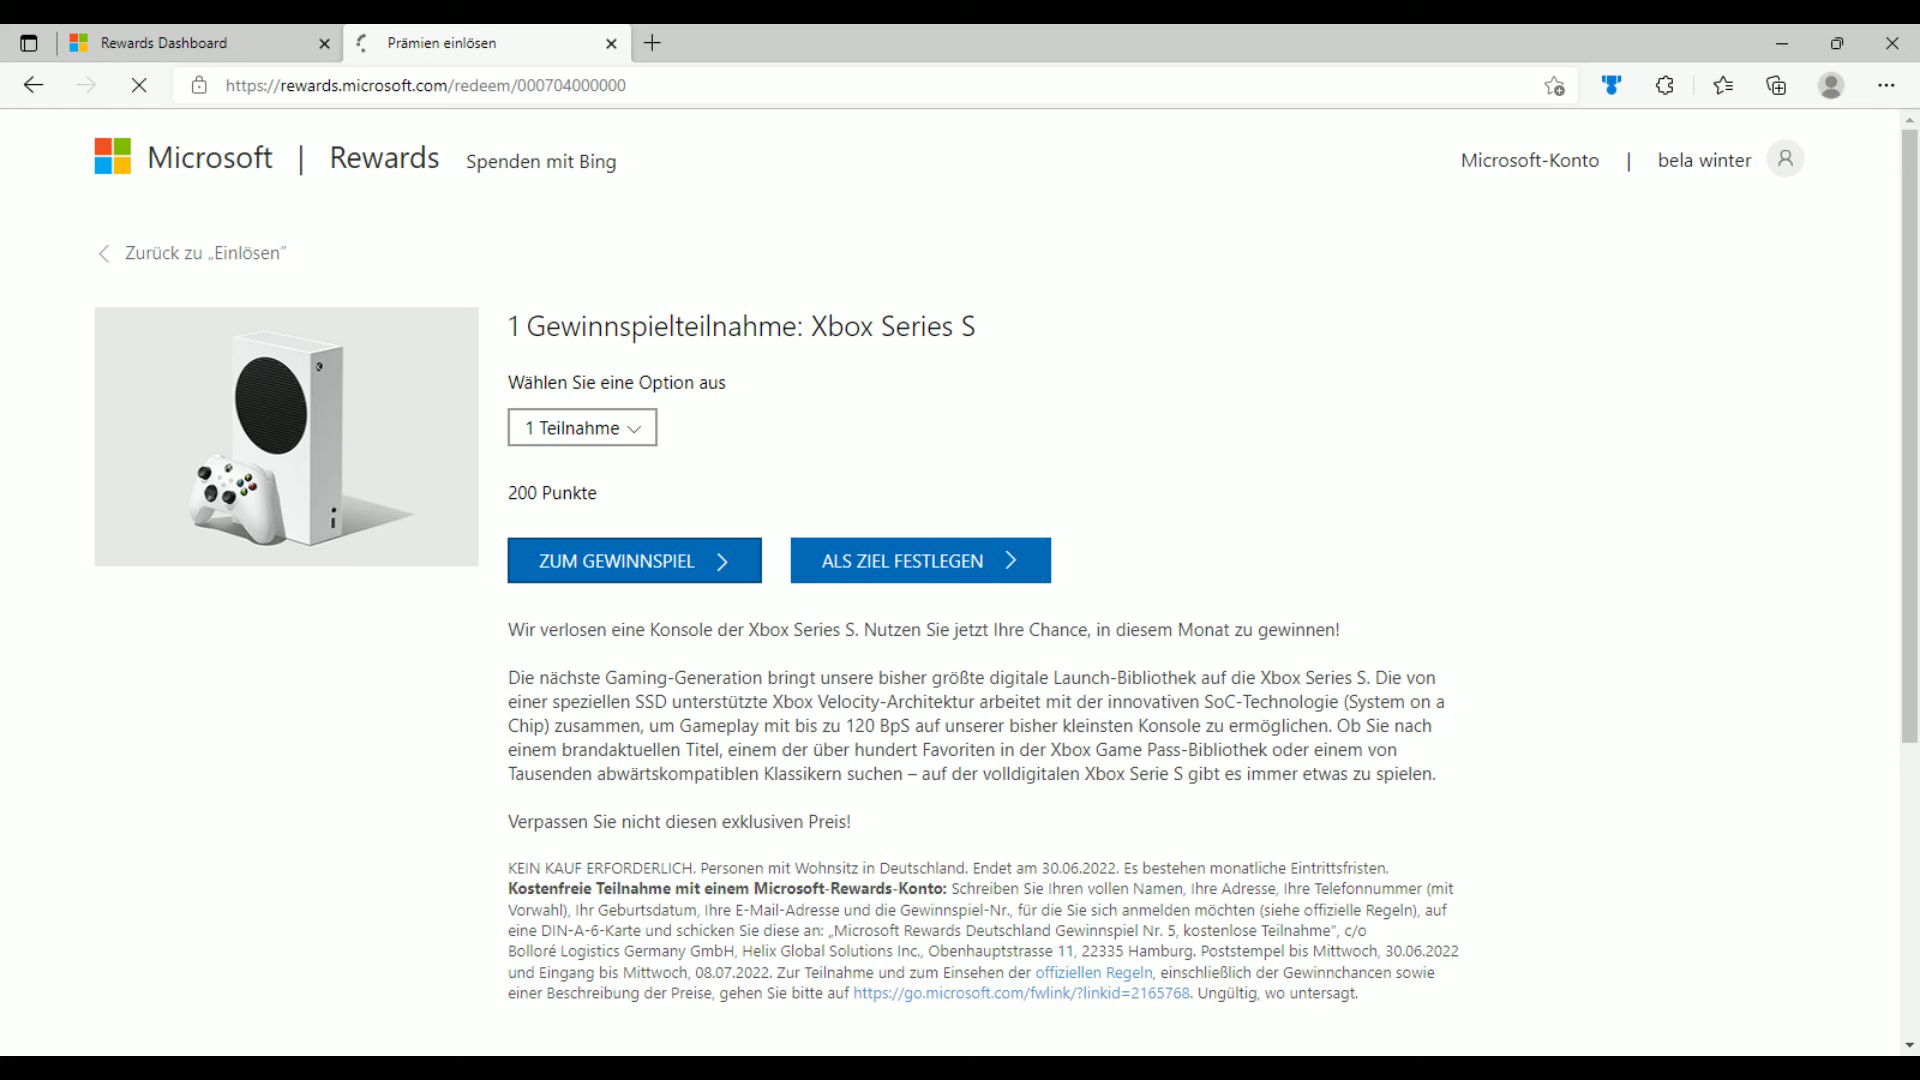 Rewards Dashboard
Prämien einlösen
https://rewards.microsoft.com/redeem/000704000000
Microsoft | Rewards Spenden mit Bing
Microsoft-Konto | bela winter
Zurück zu „Einlösen“
1 Gewinnspielteilnahme: Xbox Series S
Wählen Sie eine Option aus
1 Teilnahme
200 Punkte
ZUM GEWINNSPIEL
ALS ZIEL FESTLEGEN
Wir verlosen eine Konsole der Xbox Series S. Nutzen Sie jetzt Ihre Chance, in diesem Monat zu gewinnen!
Die nächste Gaming-Generation bringt unsere bisher größte digitale Launch-Bibliothek auf die Xbox Series S. Die von
einer speziellen SSD unterstützte Xbox Velocity-Architektur arbeitet mit der innovativen SoC-Technologie (System on a
Chip) zusammen, um Gameplay mit bis zu 120 BpS auf unserer bisher kleinsten Konsole zu ermöglichen. Ob Sie nach
einem brandaktuellen Titel, einem der über hundert Favoriten in der Xbox Game Pass-Bibliothek oder einem von
Tausenden abwärtskompatiblen Klassikern suchen – auf der volldigitalen Xbox Serie S gibt es immer etwas zu spielen.
Verpassen Sie nicht diesen exklusiven Preis!
KEIN KAUF ERFORDERLICH. Personen mit Wohnsitz in Deutschland. Endet am 30.06.2022. Es bestehen monatliche Eintrittsfristen.
Kostenfreie Teilnahme mit einem Microsoft-Rewards-Konto: Schreiben Sie Ihren vollen Namen, Ihre Adresse, Ihre Telefonnummer (mit
Vorwahl), Ihr Geburtsdatum, Ihre E-Mail-Adresse und die Gewinnspiel-Nr., für die Sie sich anmelden möchten (siehe offizielle Regeln), auf
eine DIN-A-6-Karte und schicken Sie diese an: „Microsoft Rewards Deutschland Gewinnspiel Nr. 5, kostenlose Teilnahme“, c/o
Bolloré Logistics Germany GmbH, Helix Global Solutions Inc., Obenhauptstrasse 11, 22335 Hamburg. Poststempel bis Mittwoch, 30.06.2022
und Eingang bis Mittwoch, 08.07.2022. Zur Teilnahme und zum Einsehen der offiziellen Regeln, einschließlich der Gewinnchancen sowie
einer Beschreibung der Preise, gehen Sie bitte auf https://go.microsoft.com/fwlink/?linkid=2165768. Ungültig, wo untersagt.